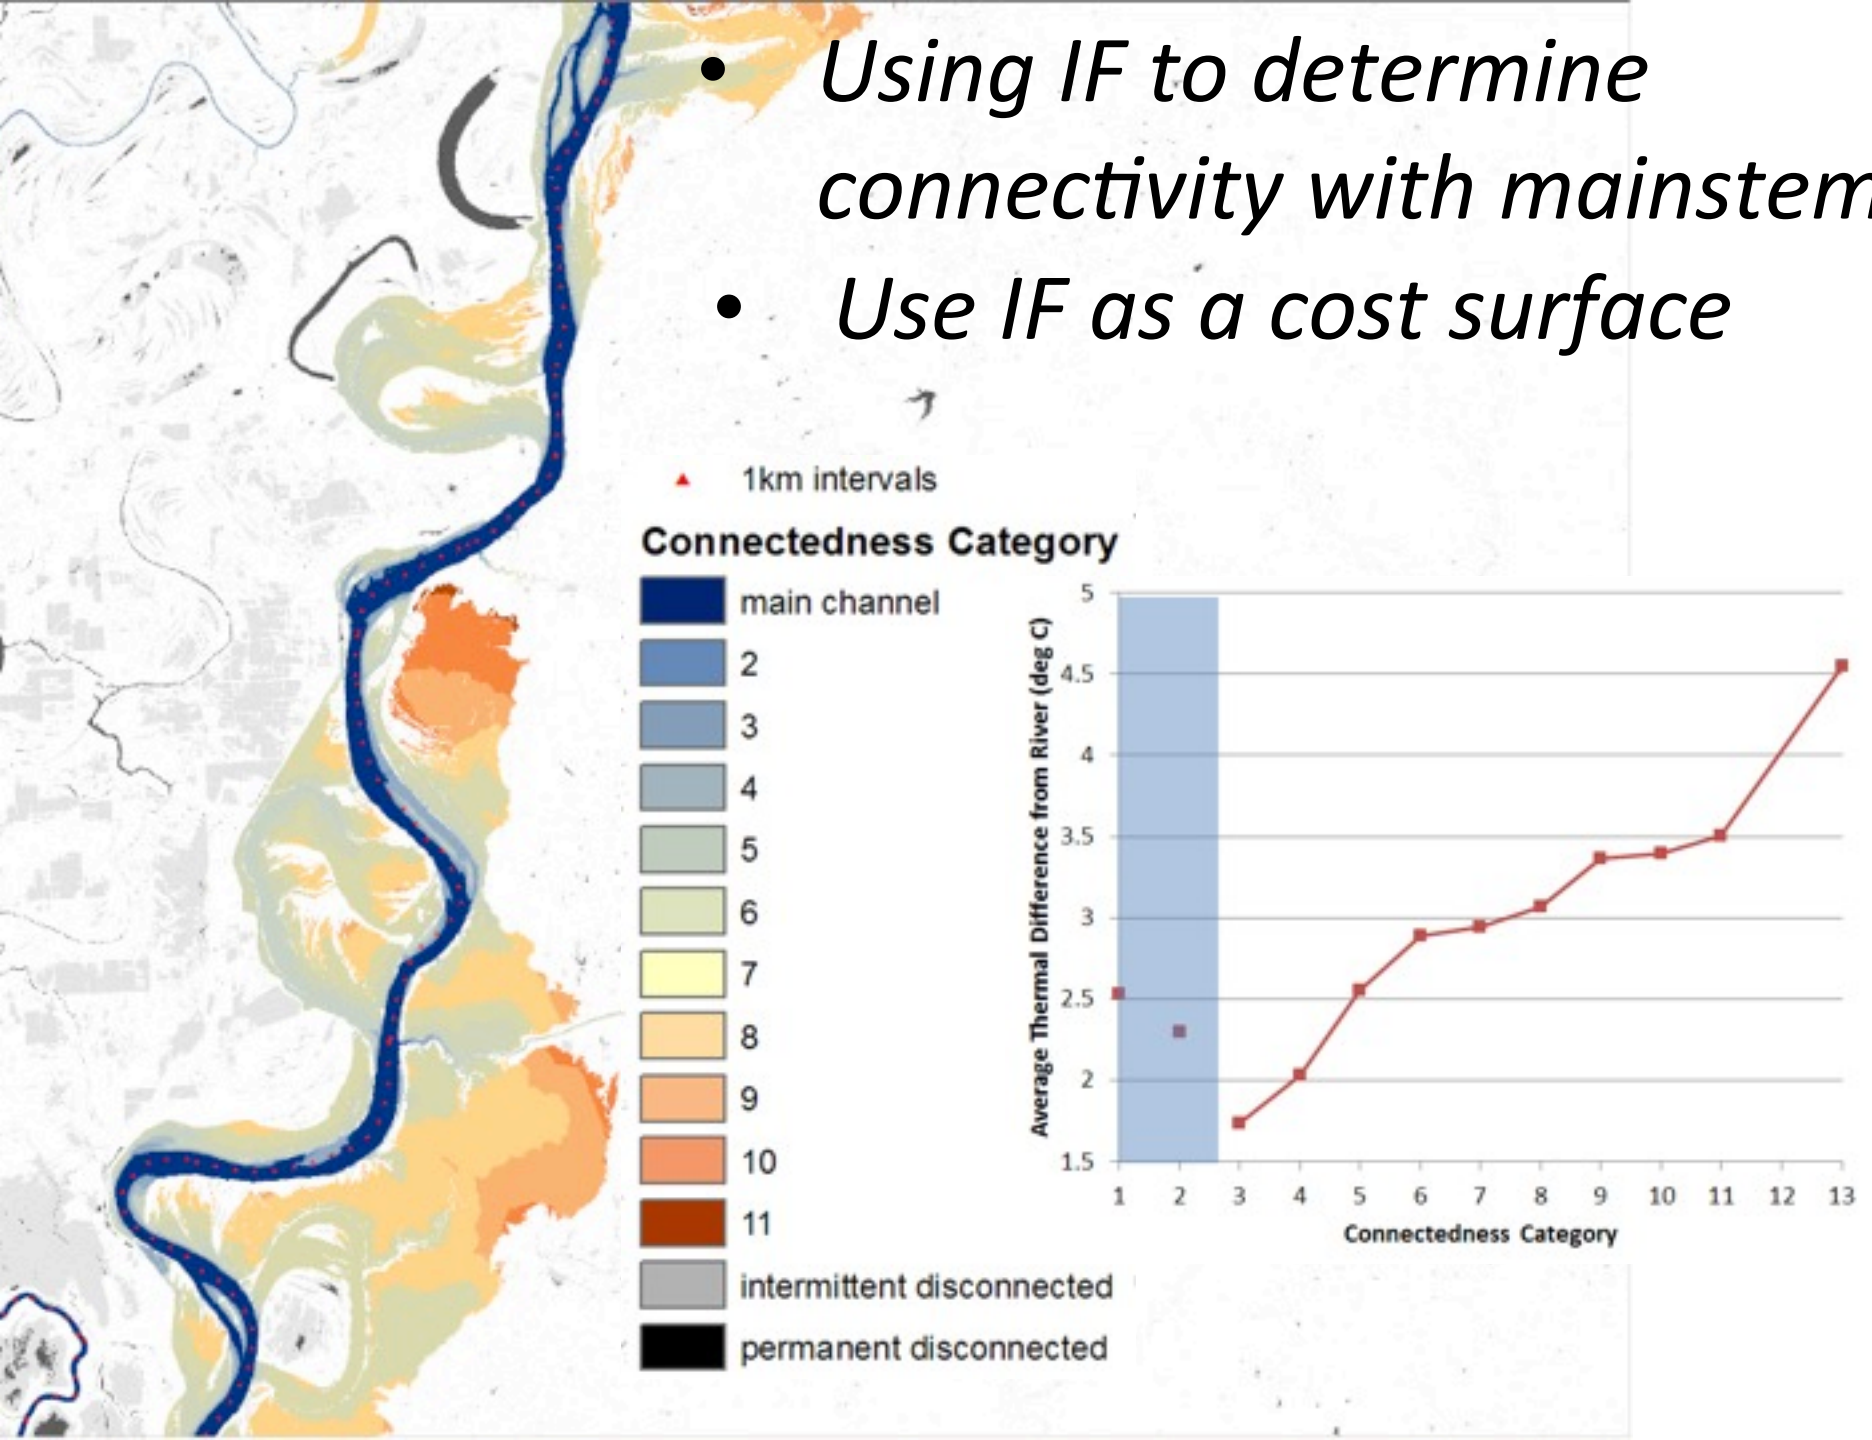 • Using IF to determine
connectivity with mainstem
• Use IF as a cost surface
1km intervals
Connectedness Category
main channel
2
3
4
5
6
7
8
9
10
11
intermittent disconnected
permanent disconnected
Average Thermal Difference from River (deg C)
5
4.5
4
3.5
3
2.5
2
1.5
1 2 3 4 5 6 7 8 9 10 11 12 13
Connectedness Category